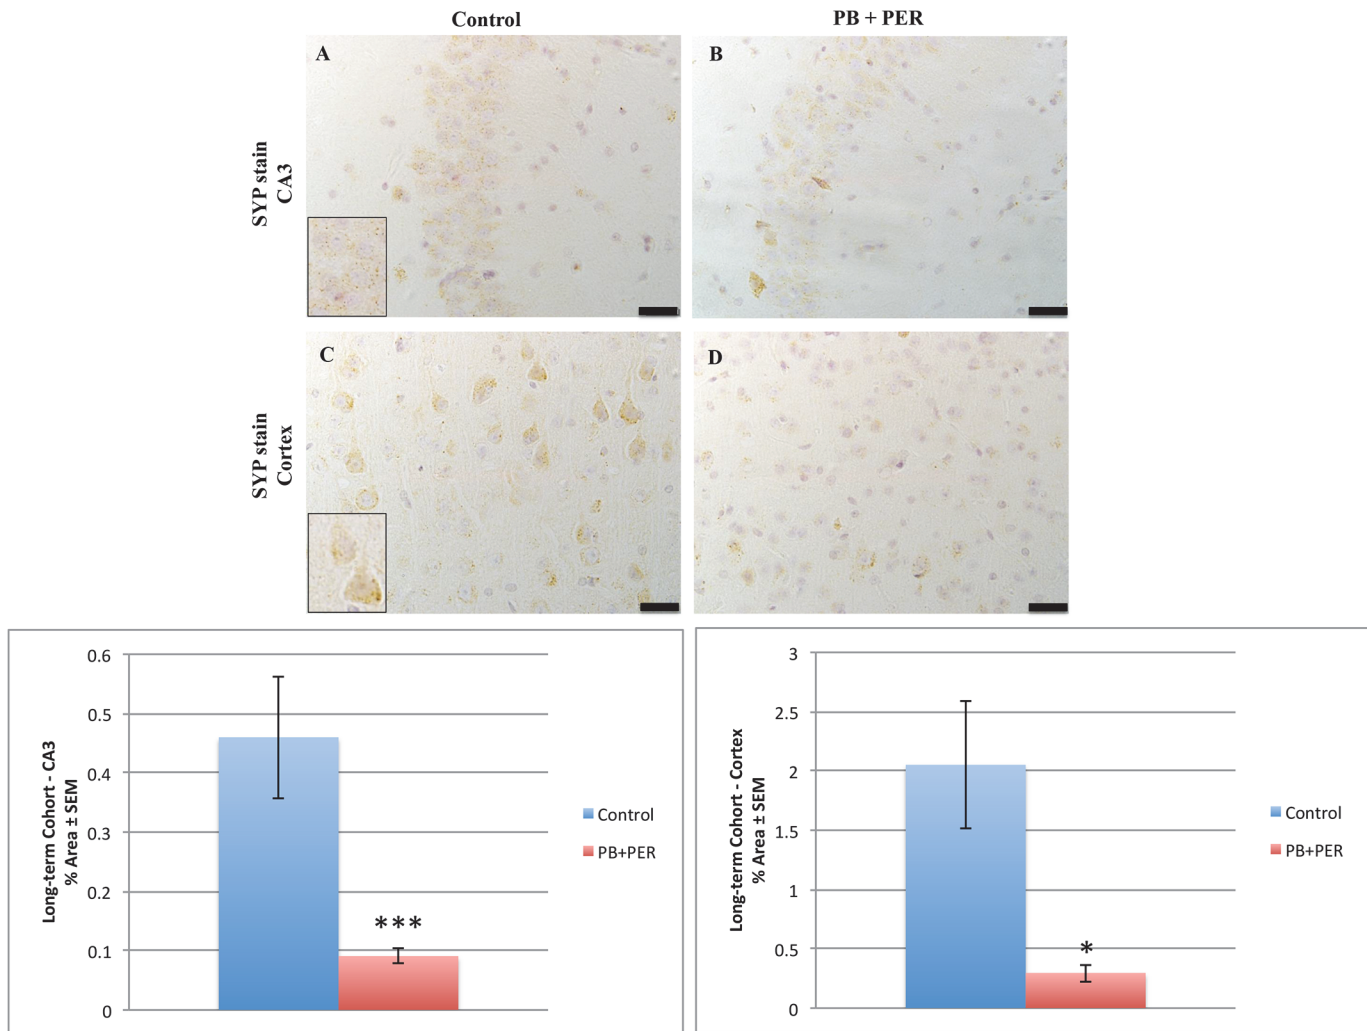 Control
PB + PER
A
B
SYP stain
CA3
C
D
SYP stain
Cortex
0.6
0.5
0.4
0.3
0.2
0.1
0
Long-term Cohort - CA3
% Area ± SEM
***
Control
PB+PER
3
2.5
2
1.5
1
0.5
0
Long-term Cohort - Cortex
% Area ± SEM
*
Control
PB+PER